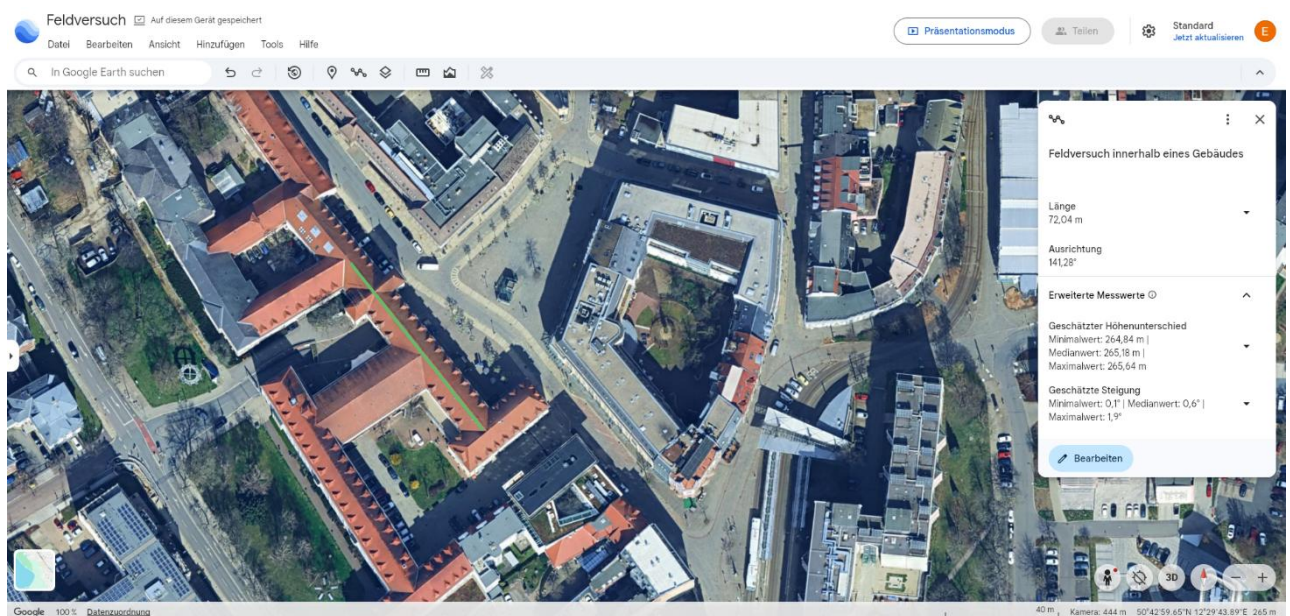 Feldversuch Auf diesem Gerät gespeichert
Datei Bearbeiten Ansicht Hinzufügen Tools Hilfe
Präsentationsmodus
Teilen
Standard
Jetzt aktualisieren
E
In Google Earth suchen
Feldversuch innerhalb eines Gebäudes
Länge
72,04 m
Ausrichtung
141,28°
Erweiterte Messwerte
Geschätzter Höhenunterschied
Minimalwert: 264,84 m |
Medianwert: 265,18 m |
Maximalwert: 265,64 m
Geschätzte Steigung
Minimalwert: 0,1° | Medianwert: 0,6° |
Maximalwert: 1,9°
Bearbeiten
3D
Google 100 % Datenzuordnung 40 m Kamera: 444 m 50°42'59.65"N 12°29'43.89"E 265 m